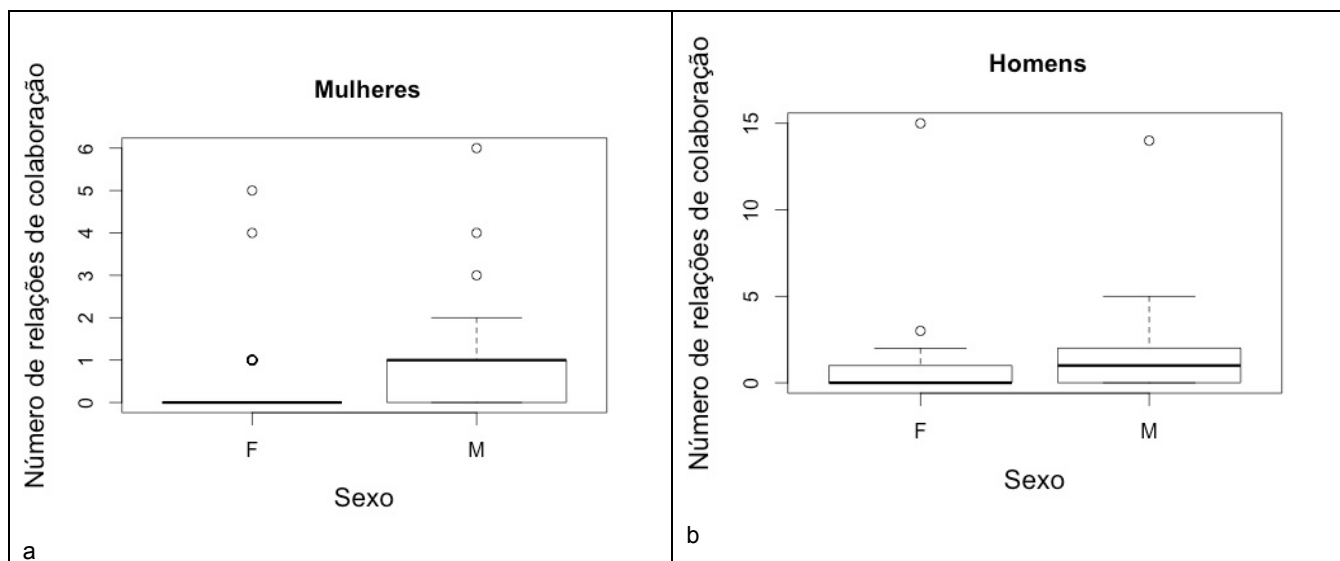 Mulheres
Número de relações de colaboração
6
5
4
3
2
1
0
F M
Sexo
a
Homens
Número de relações de colaboração
15
10
5
0
F M
Sexo
b